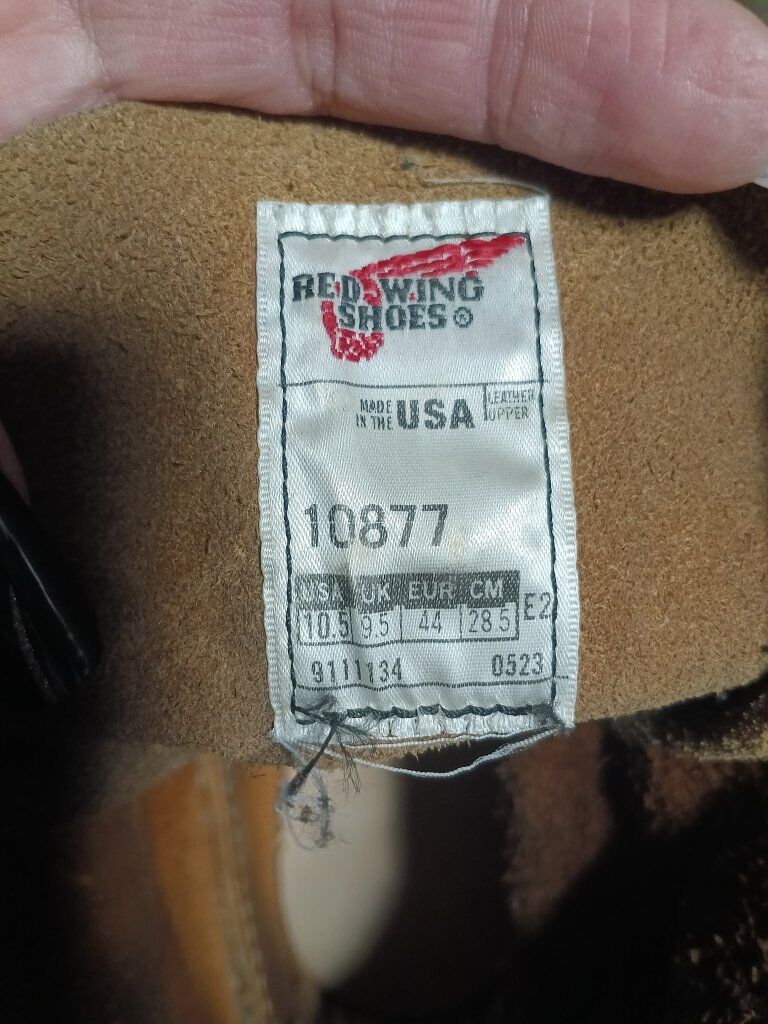 RED WING
SHOES®
MADE IN THE USA LEATHER UPPER
10877
USA UK EUR CM
10.5 9.5 44 28.5 E2
9111134 0523